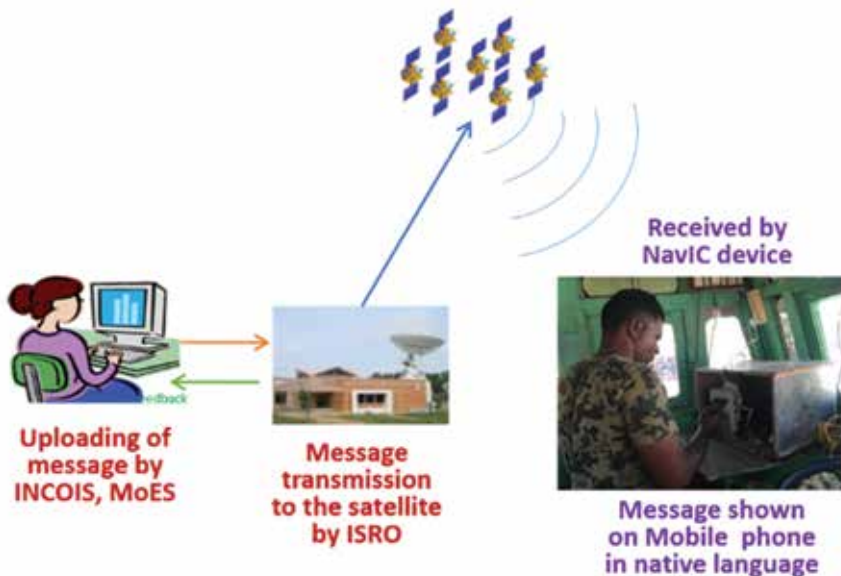 Received by
NavIC device
edback
Uploading of
message by
INCOIS, MoES
Message
transmission
to the satellite
by ISRO
Message shown
on Mobile phone
in native language